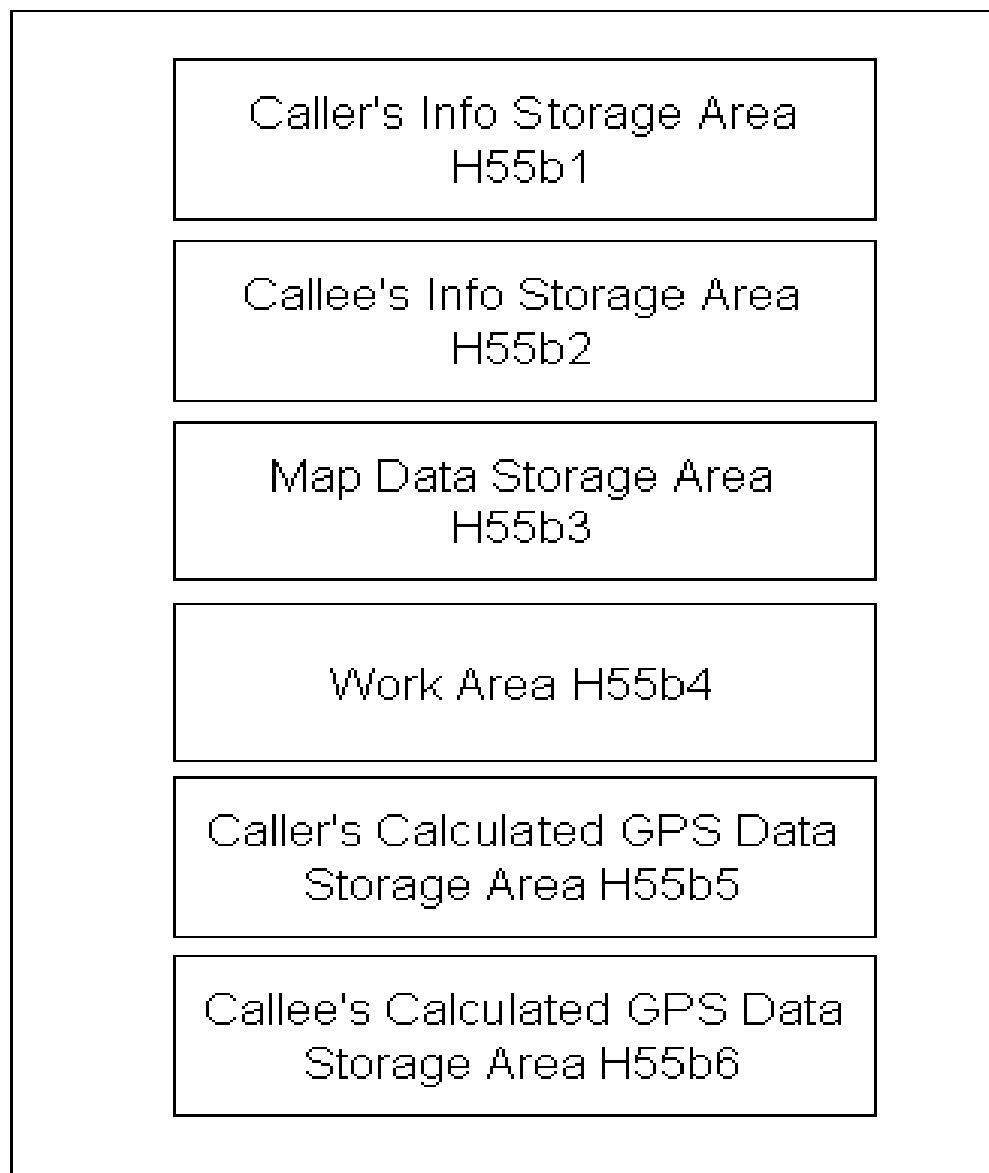 Caller's Info Storage Area
H55b1
Callee's Info Storage Area
H55b2
Map Data Storage Area
H55b3
Work Area H55b4
Caller's Calculated GPS Data
Storage Area H55b5
Callee's Calculated GPS Data
Storage Area H55b6